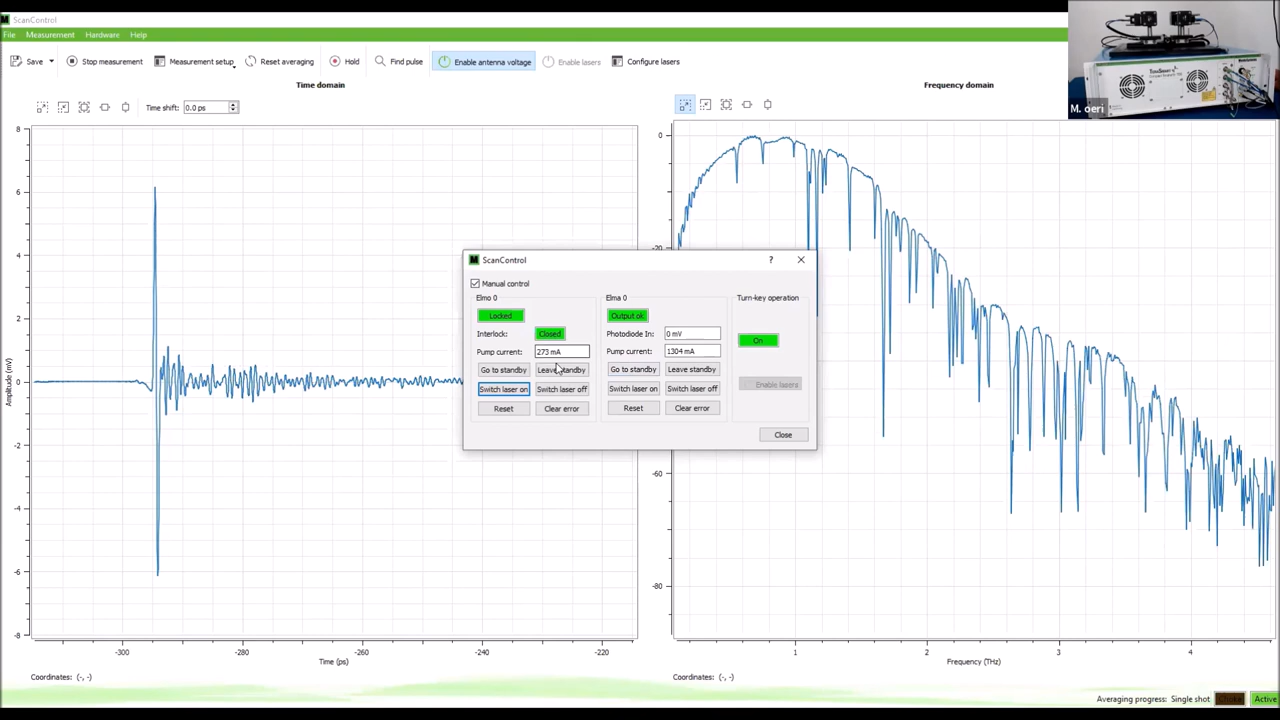 ScanControl
File Measurement Hardware Help
Save Stop measurement Measurement setup Reset averaging Hold Find pulse Enable antenna voltage Enable lasers Configure lasers
M. oeri
Time domain
Time shift: 0.0 ps
8
6
4
2
0
-2
-4
-6
-8
Amplitude (mV)
-300 -280 -260 -240 -220
Time (ps)
Coordinates: (-, -)
Frequency domain
0
-20
-60
-80
1 2 3 4
Frequency (THz)
Coordinates: (-, -)
ScanControl ?
Manual control
Elmo 0
Locked
Interlock: Closed
Pump current: 273 mA
Go to standby Leave standby
Switch laser on Switch laser off
Reset Clear error
Elma 0
Output ok
Photodiode In: 0 mV
Pump current: 1304 mA
Go to standby Leave standby
Switch laser on Switch laser off
Reset Clear error
Turn-key operation
On
Enable lasers
Close
Averaging progress: Single shot Active